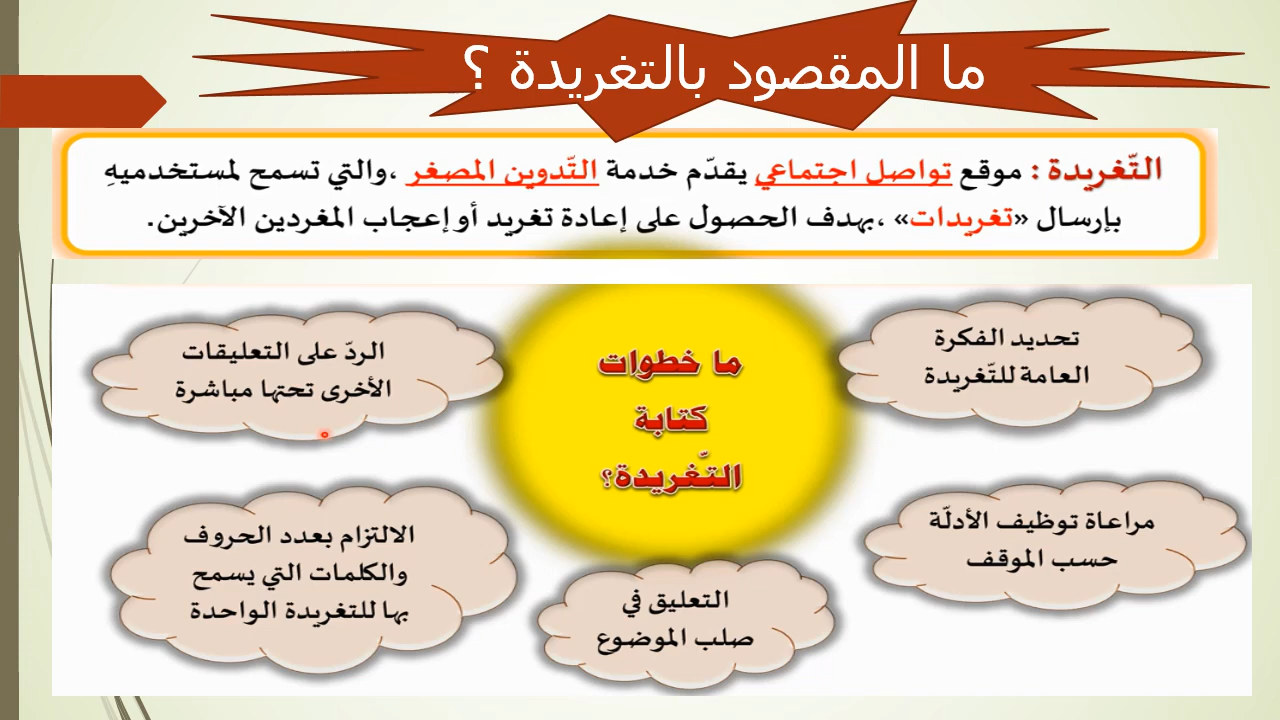 ما المقصود بالتغريدة ؟
التّغريدة : موقع تواصل اجتماعي يقدّم خدمة التّدوين المصغر ،والتي تسمح لمستخدميهِ
بإرسال «تغريدات» ،بهدف الحصول على إعادة تغريد أو إعجاب المغردين الآخرين.
ما خطوات
كتابة
التّغريدة؟
تحديد الفكرة
العامة للتّغريدة
مراعاة توظيف الأدلّة
حسب الموقف
التعليق في
صلب الموضوع
الالتزام بعدد الحروف
والكلمات التي يسمح
بها للتغريدة الواحدة
الردّ على التعليقات
الأخرى تحتها مباشرة